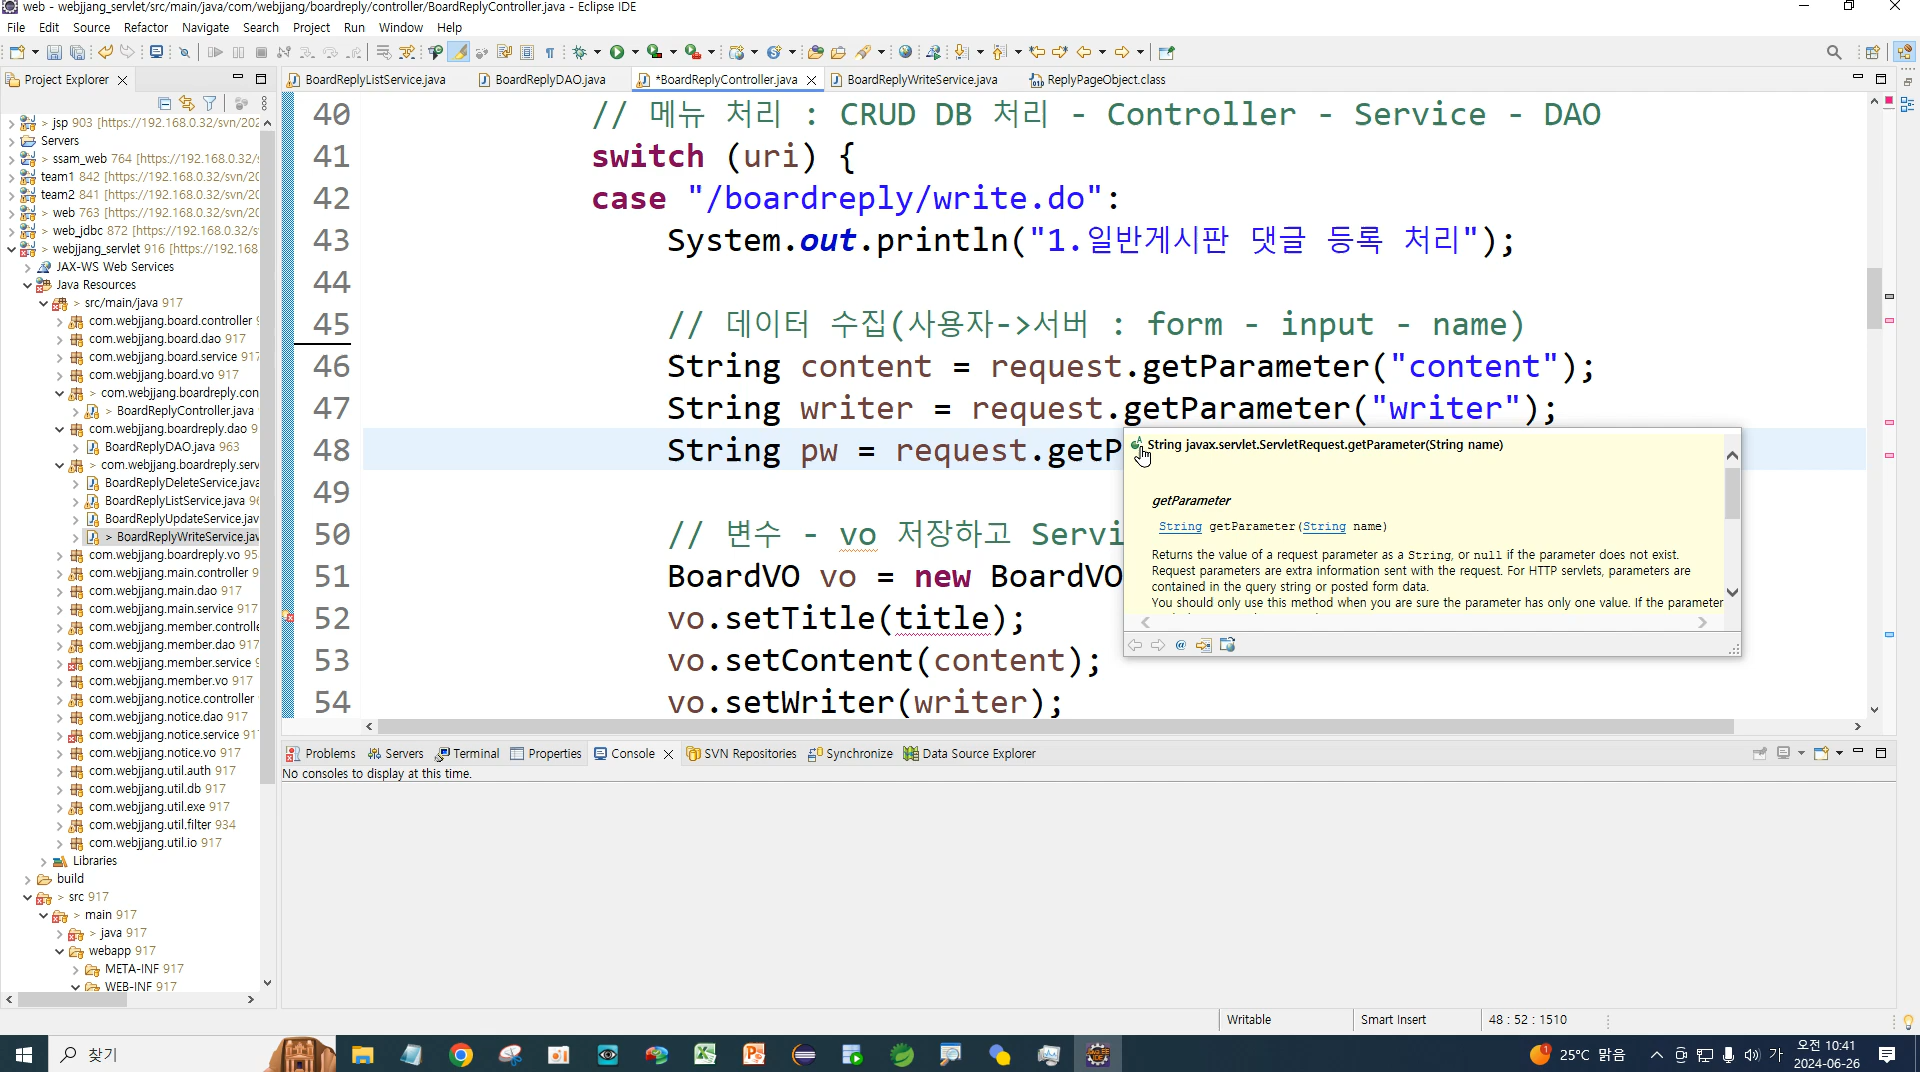 web - webjjang_servlet/src/main/java/com/webjjang/boardreply/controller/BoardReplyController.java - Eclipse IDE
File Edit Source Refactor Navigate Search Project Run Window Help
Project Explorer
BoardReplyListService.java BoardReplyDAO.java *BoardReplyController.java BoardReplyWriteService.java ReplyPageObject.class
> jsp 903 [https://192.168.0.32/svn/202
Servers
> ssam_web 764 [https://192.168.0.32/s
team1 842 [https://192.168.0.32/svn/20
team2 841 [https://192.168.0.32/svn/20
> web 763 [https://192.168.0.32/svn/20
> web_jdbc 872 [https://192.168.0.32/s
> webjjang_servlet 916 [https://192.168
JAX-WS Web Services
Java Resources
> src/main/java 917
com.webjjang.board.controller 9
com.webjjang.board.dao 917
com.webjjang.board.service 917
com.webjjang.board.vo 917
> com.webjjang.boardreply.con
> BoardReplyController.java
com.webjjang.boardreply.dao 9
BoardReplyDAO.java 963
> com.webjjang.boardreply.serv
BoardReplyDeleteService.java
BoardReplyListService.java 96
BoardReplyUpdateService.jav
> BoardReplyWriteService.jav
com.webjjang.boardreply.vo 95
com.webjjang.main.controller 9
com.webjjang.main.dao 917
com.webjjang.main.service 917
com.webjjang.member.controlle
com.webjjang.member.dao 917
com.webjjang.member.service 9
com.webjjang.member.vo 917
com.webjjang.notice.controller
com.webjjang.notice.dao 917
com.webjjang.notice.service 917
com.webjjang.notice.vo 917
com.webjjang.util.auth 917
com.webjjang.util.db 917
com.webjjang.util.exe 917
com.webjjang.util.filter 934
com.webjjang.util.io 917
Libraries
build
> src 917
> main 917
> java 917
webapp 917
META-INF 917
WEB-INF 917
40 // 메뉴 처리 : CRUD DB 처리 - Controller - Service - DAO
41 switch (uri) {
42 case "/boardreply/write.do":
43 System.out.println("1.일반게시판 댓글 등록 처리");
44
45 // 데이터 수집(사용자->서버 : form - input - name)
46 String content = request.getParameter("content");
47 String writer = request.getParameter("writer");
48 String pw = request.getP
49
50 // 변수 - vo 저장하고 Servi
51 BoardVO vo = new BoardVO
52 vo.setTitle(title);
53 vo.setContent(content);
54 vo.setWriter(writer);
String javax.servlet.ServletRequest.getParameter(String name)
getParameter
String getParameter(String name)
Returns the value of a request parameter as a String, or null if the parameter does not exist.
Request parameters are extra information sent with the request. For HTTP servlets, parameters are
contained in the query string or posted form data.
You should only use this method when you are sure the parameter has only one value. If the parameter
Problems Servers Terminal Properties Console SVN Repositories Synchronize Data Source Explorer
No consoles to display at this time.
Writable Smart Insert 48 : 52 : 1510
찾기
25°C 맑음
가
오전 10:41
2024-06-26